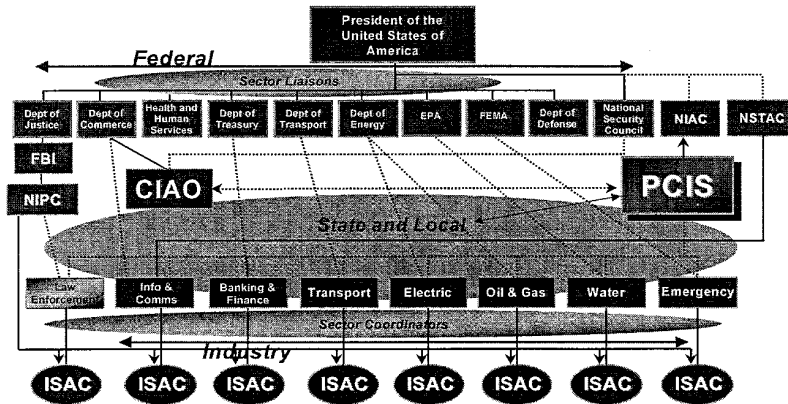 President of the
United States of
America
Federal
Sector Liaisons
Dept of
Justice
Dept of
Commerce
Health and
Human
Services
Dept of
Treasury
Dept of
Transport
Dept of
Energy
EPA
FEMA
Dept of
Defense
National
Security
Council
NIAC
NSTAC
FBI
NIPC
CIAO
PCIS
State and Local
Law
Enforcement
Info &
Comms
Banking &
Finance
Transport
Electric
Oil & Gas
Water
Emergency
Sector Coordinators
Industry
ISAC
ISAC
ISAC
ISAC
ISAC
ISAC
ISAC
ISAC